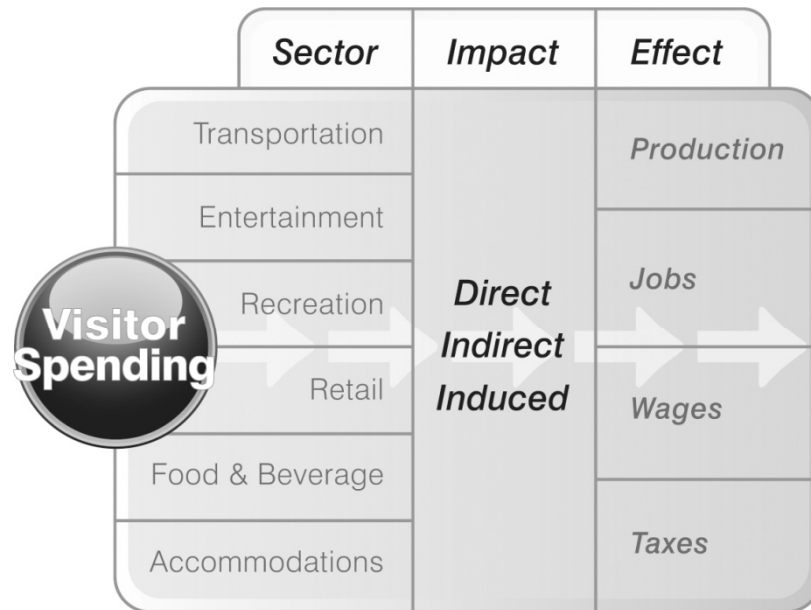 Sector
Impact
Effect
Transportation
Entertainment
Recreation
Retail
Food & Beverage
Accommodations
Visitor
Spending
Direct
Indirect
Induced
Production
Jobs
Wages
Taxes